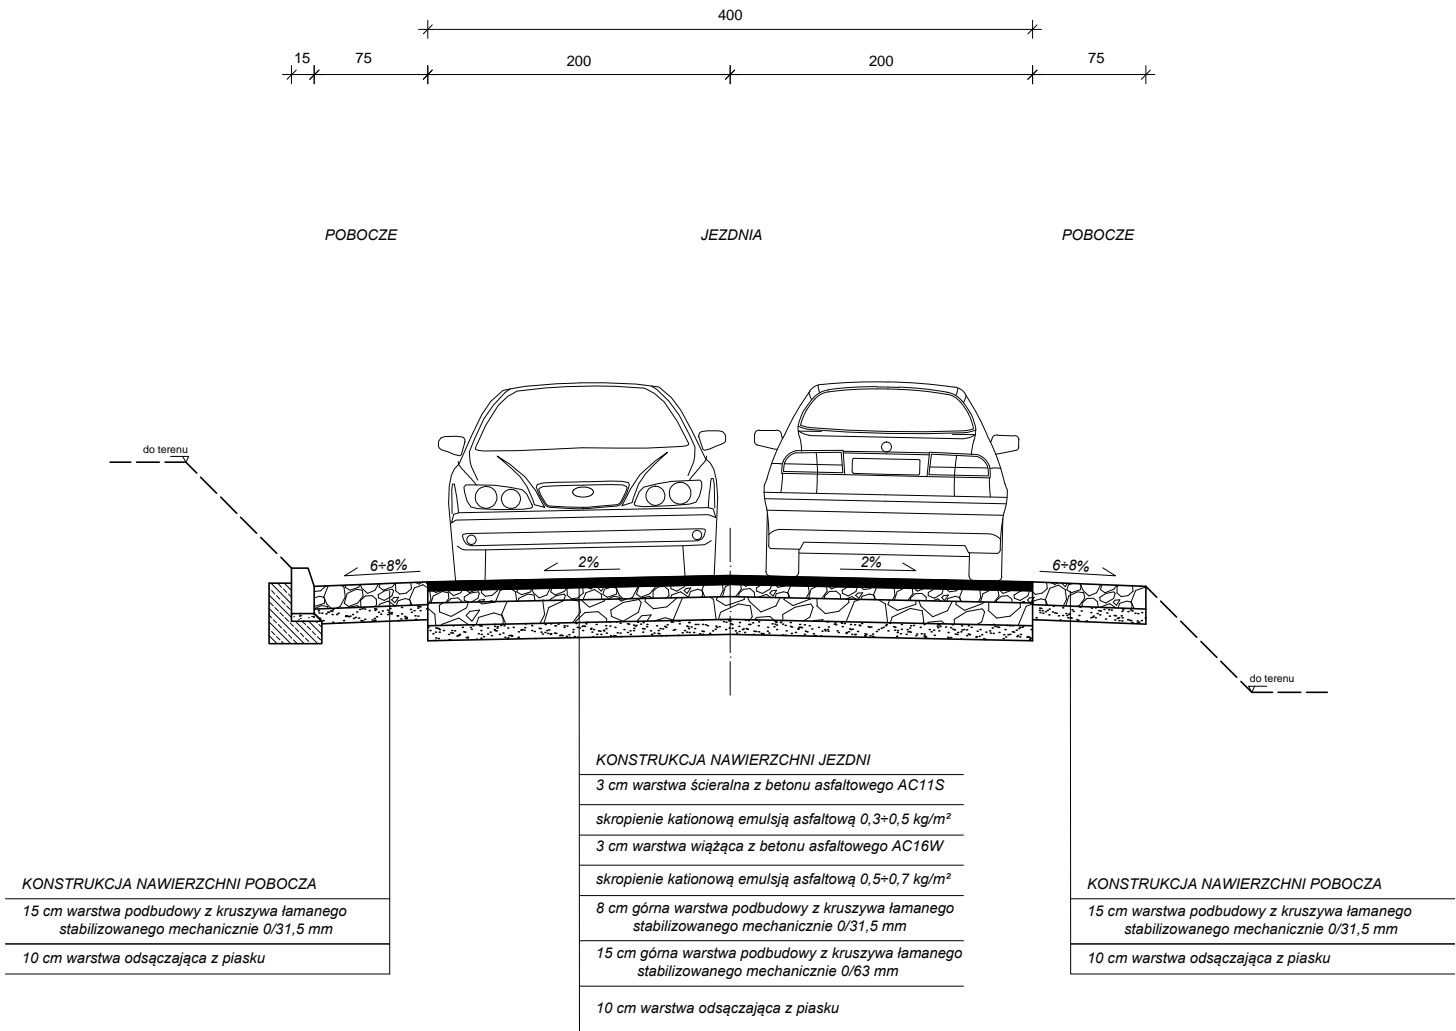 400
15 75 200 200 75
POBOCZE JEZDNIA POBOCZE
do terenu
6÷8% 2% 2% 6÷8%
do terenu
KONSTRUKCJA NAWIERZCHNI JEZDNI
3 cm warstwa ścieralna z betonu asfaltowego AC11S
skropienie kationową emulsją asfaltową 0,3÷0,5 kg/m²
3 cm warstwa wiążąca z betonu asfaltowego AC16W
skropienie kationową emulsją asfaltową 0,5÷0,7 kg/m²
8 cm górna warstwa podbudowy z kruszywa łamanego
stabilizowanego mechanicznie 0/31,5 mm
15 cm górna warstwa podbudowy z kruszywa łamanego
stabilizowanego mechanicznie 0/63 mm
10 cm warstwa odsączająca z piasku
KONSTRUKCJA NAWIERZCHNI POBOCZA
15 cm warstwa podbudowy z kruszywa łamanego
stabilizowanego mechanicznie 0/31,5 mm
10 cm warstwa odsączająca z piasku
KONSTRUKCJA NAWIERZCHNI POBOCZA
15 cm warstwa podbudowy z kruszywa łamanego
stabilizowanego mechanicznie 0/31,5 mm
10 cm warstwa odsączająca z piasku